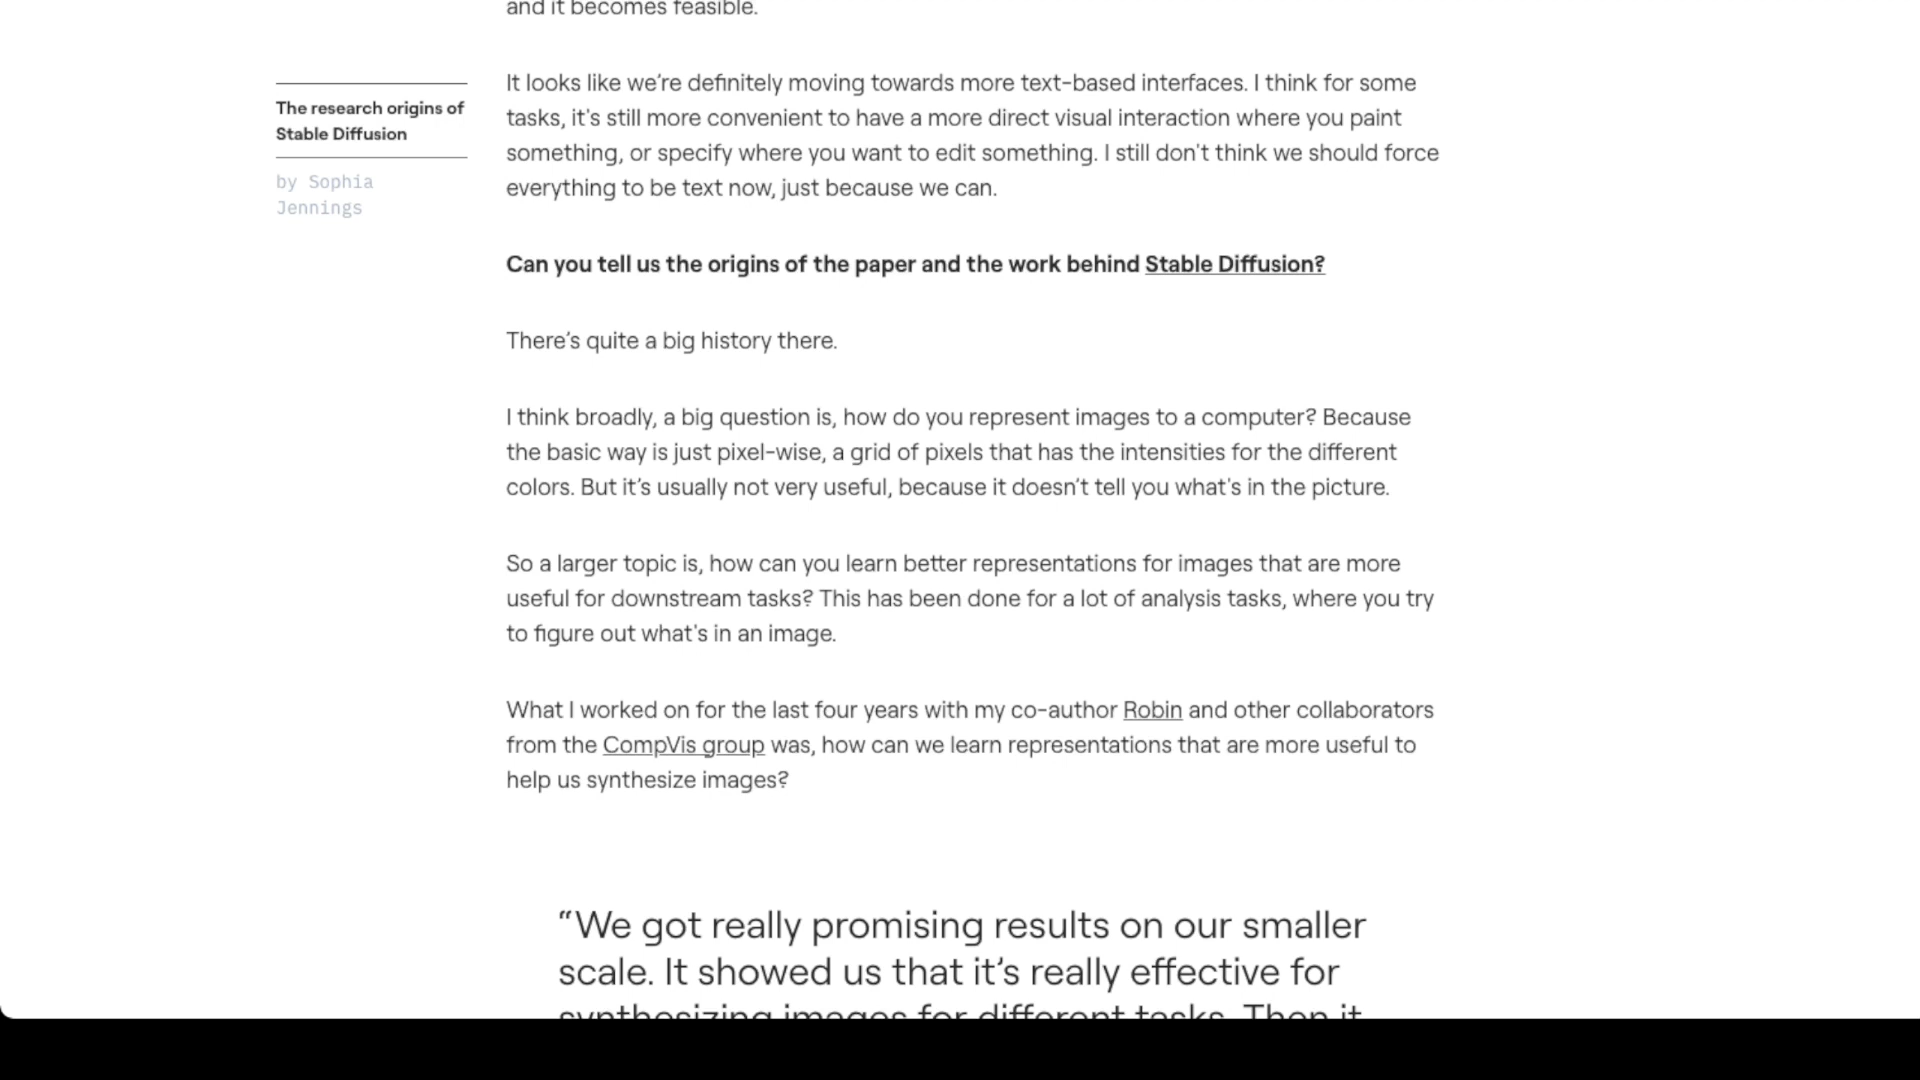 and it becomes feasible.
The research origins of
Stable Diffusion
by Sophia
Jennings
It looks like we’re definitely moving towards more text-based interfaces. I think for some
tasks, it's still more convenient to have a more direct visual interaction where you paint
something, or specify where you want to edit something. I still don't think we should force
everything to be text now, just because we can.
Can you tell us the origins of the paper and the work behind Stable Diffusion?
There’s quite a big history there.
I think broadly, a big question is, how do you represent images to a computer? Because
the basic way is just pixel-wise, a grid of pixels that has the intensities for the different
colors. But it’s usually not very useful, because it doesn’t tell you what's in the picture.
So a larger topic is, how can you learn better representations for images that are more
useful for downstream tasks? This has been done for a lot of analysis tasks, where you try
to figure out what's in an image.
What I worked on for the last four years with my co-author Robin and other collaborators
from the CompVis group was, how can we learn representations that are more useful to
help us synthesize images?
“We got really promising results on our smaller
scale. It showed us that it’s really effective for
synthesizing images for different tasks. Then it